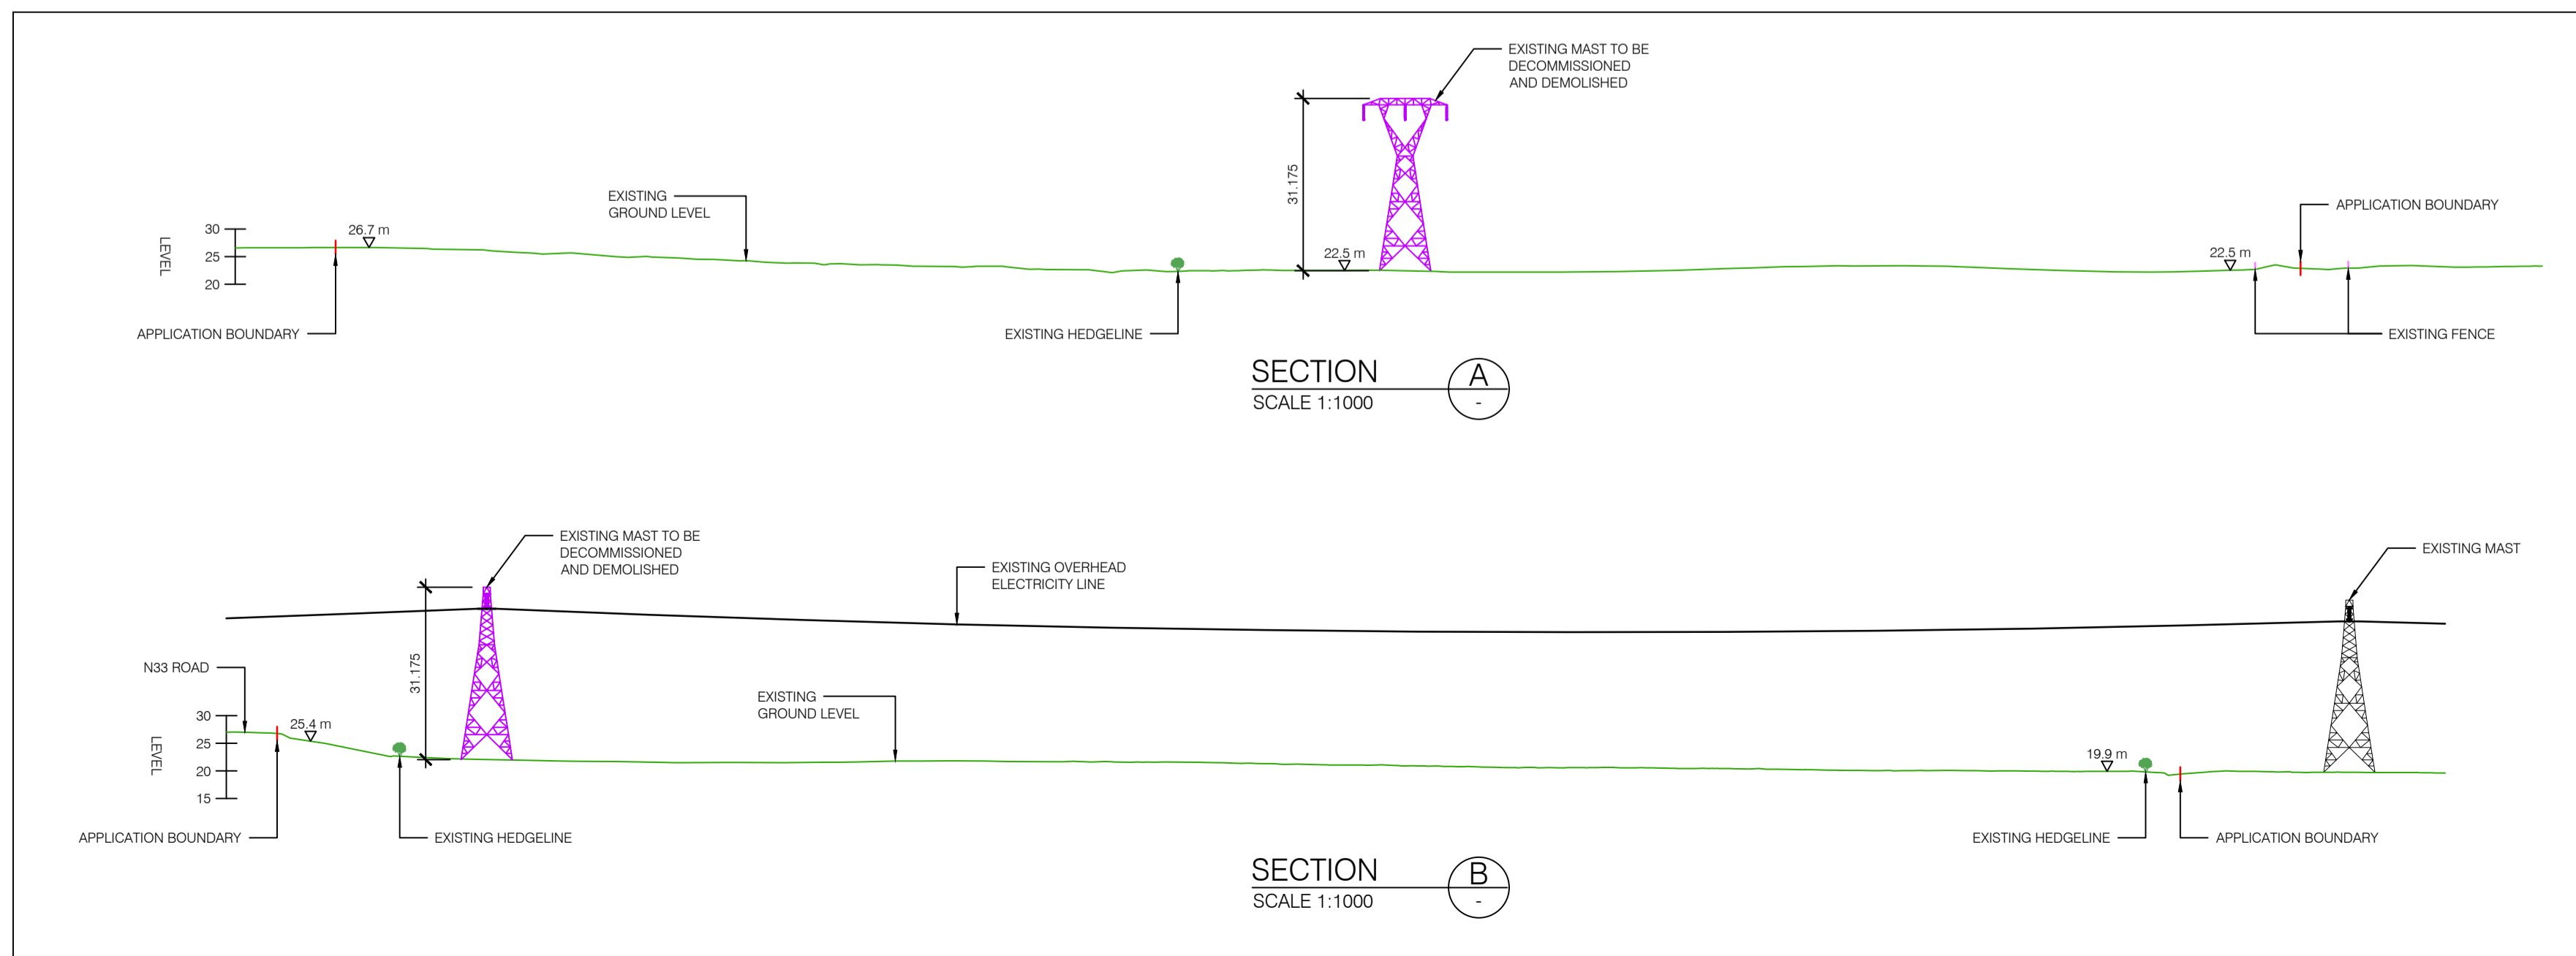 EXISTING MAST TO BE
DECOMMISSIONED
AND DEMOLISHED
31.175
EXISTING
GROUND LEVEL
APPLICATION BOUNDARY
LEVEL
30
25
20
26.7 m
22.5 m
22.5 m
APPLICATION BOUNDARY
EXISTING HEDGELINE
EXISTING FENCE
SECTION
A
SCALE 1:1000
-
EXISTING MAST TO BE
DECOMMISSIONED
AND DEMOLISHED
EXISTING OVERHEAD
ELECTRICITY LINE
EXISTING MAST
N33 ROAD
31.175
EXISTING
GROUND LEVEL
LEVEL
30
25
20
15
25.4 m
19.9 m
APPLICATION BOUNDARY
EXISTING HEDGELINE
EXISTING HEDGELINE
APPLICATION BOUNDARY
SECTION
B
SCALE 1:1000
-